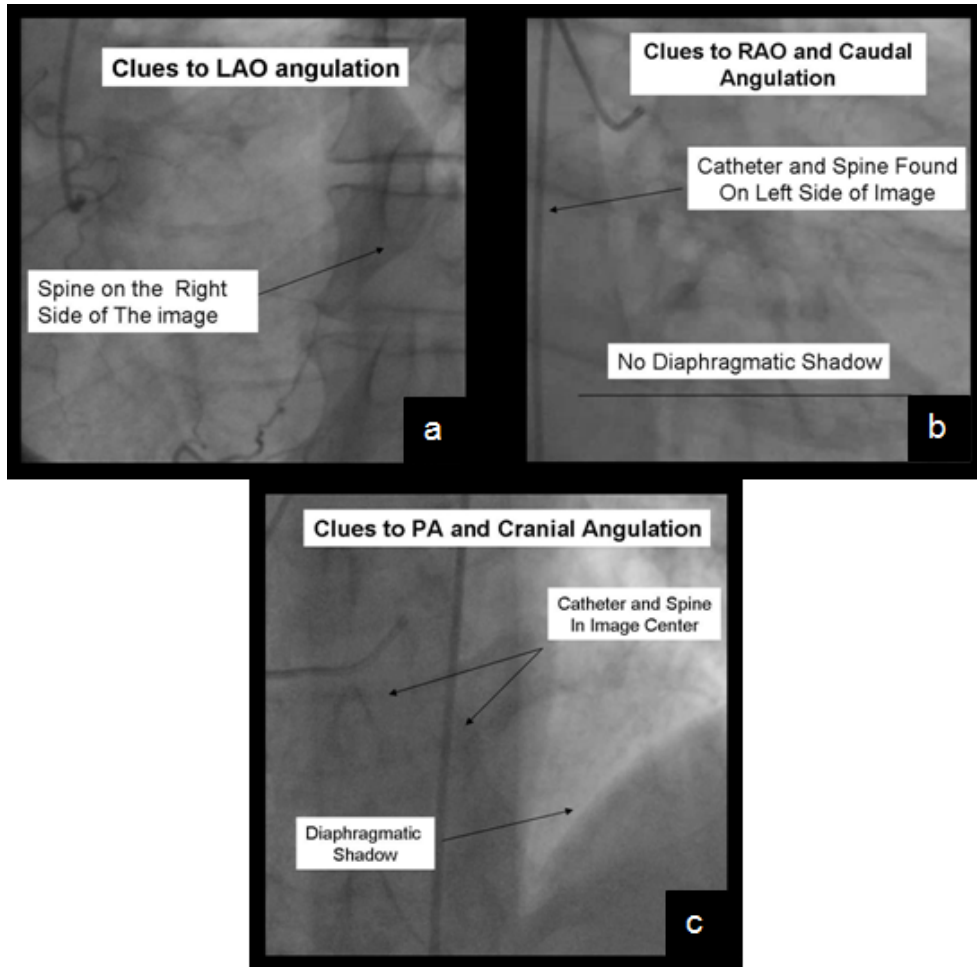 Clues to LAO angulation
Spine on the Right
Side of The image
a
Clues to RAO and Caudal
Angulation
Catheter and Spine Found
On Left Side of Image
No Diaphragmatic Shadow
b
Clues to PA and Cranial Angulation
Catheter and Spine
In Image Center
Diaphragmatic
Shadow
c